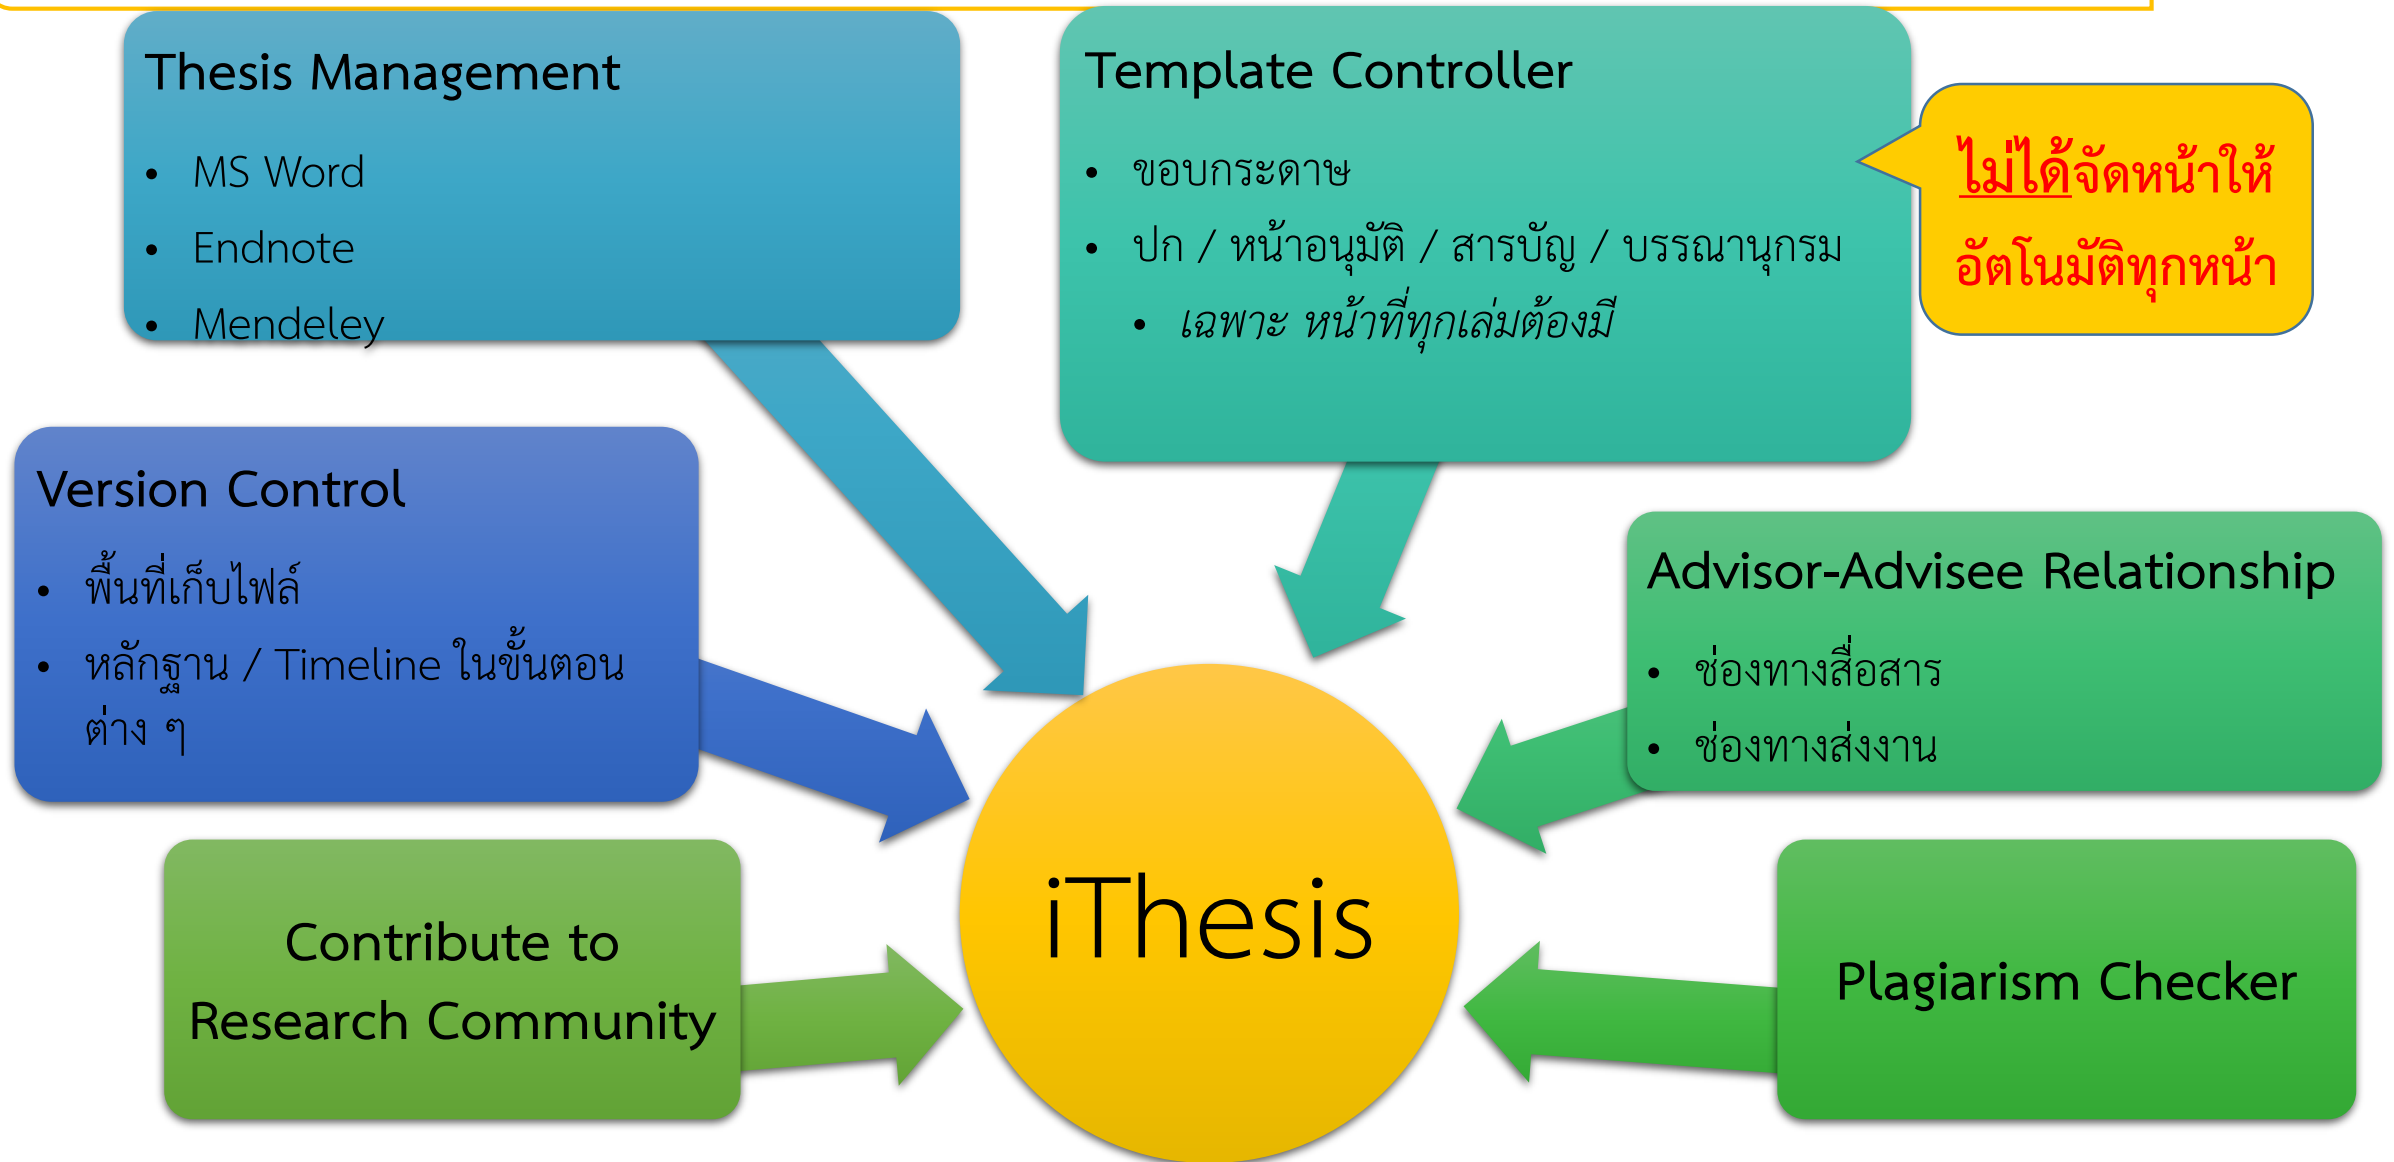 Thesis Management
• MS Word
• Endnote
• Mendeley
Template Controller
• ขอบกระดาษ
• ปก / หน้าอนุมัติ / สารบัญ / บรรณานุกรม
• เฉพาะ หน้าที่ทุกเล่มต้องมี
ไม่ได้จัดหน้าให้
อัตโนมัติทุกหน้า
Version Control
• พื้นที่เก็บไฟล์
• หลักฐาน / Timeline ในขั้นตอน
ต่าง ๆ
Advisor-Advisee Relationship
• ช่องทางสื่อสาร
• ช่องทางส่งงาน
Contribute to
Research Community
iThesis
Plagiarism Checker